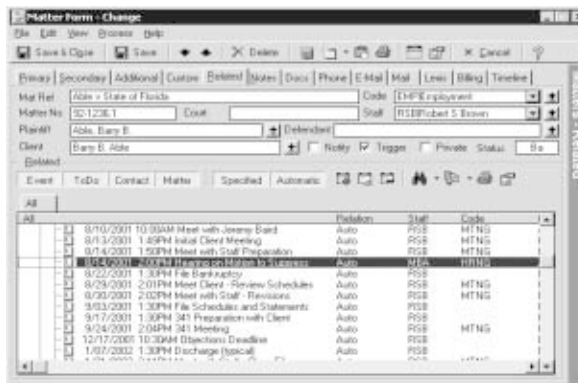 Matter Form - Change
File Edit View Process Help
Save & Close Save Delete Cancel
Primary Secondary Additional Custom Related Notes Docs Phone E-Mail Mail Lewis Billing Timeline
Mat Ref Able v State of Florida Code EMP Employment
Matter No 92-1236.1 Court Staff RSB Robert S Brown
Plaintiff Able, Barry B. Defendant
Client Barry B. Able Notify Trigger Private Status
Related
Event ToDo Contact Matter Specified Automatic
All
All Relation Staff Code
8/10/2001 10:00AM Meet with Jeremy Baird Auto RSB MTNG
8/13/2001 1:49PM Initial Client Meeting Auto RSB MTNG
8/14/2001 1:50PM Meet with Staff Preparation Auto RSB MTNG
8/14/2001 2:00PM Hearing on Motion to Suppress Auto MBA HRNG
8/22/2001 1:30PM File Bankruptcy Auto RSB
8/29/2001 2:01PM Meet Client - Review Schedules Auto RSB MTNG
8/30/2001 2:02PM Meet with Staff - Revisions Auto RSB MTNG
9/03/2001 1:30PM File Schedules and Statements Auto RSB
9/17/2001 1:30PM 341 Preparation with Client Auto RSB
9/24/2001 2:04PM 341 Meeting Auto RSB MTNG
12/17/2001 10:30AM Objections Deadline Auto RSB
1/07/2002 1:30PM Discharge (typical) Auto RSB